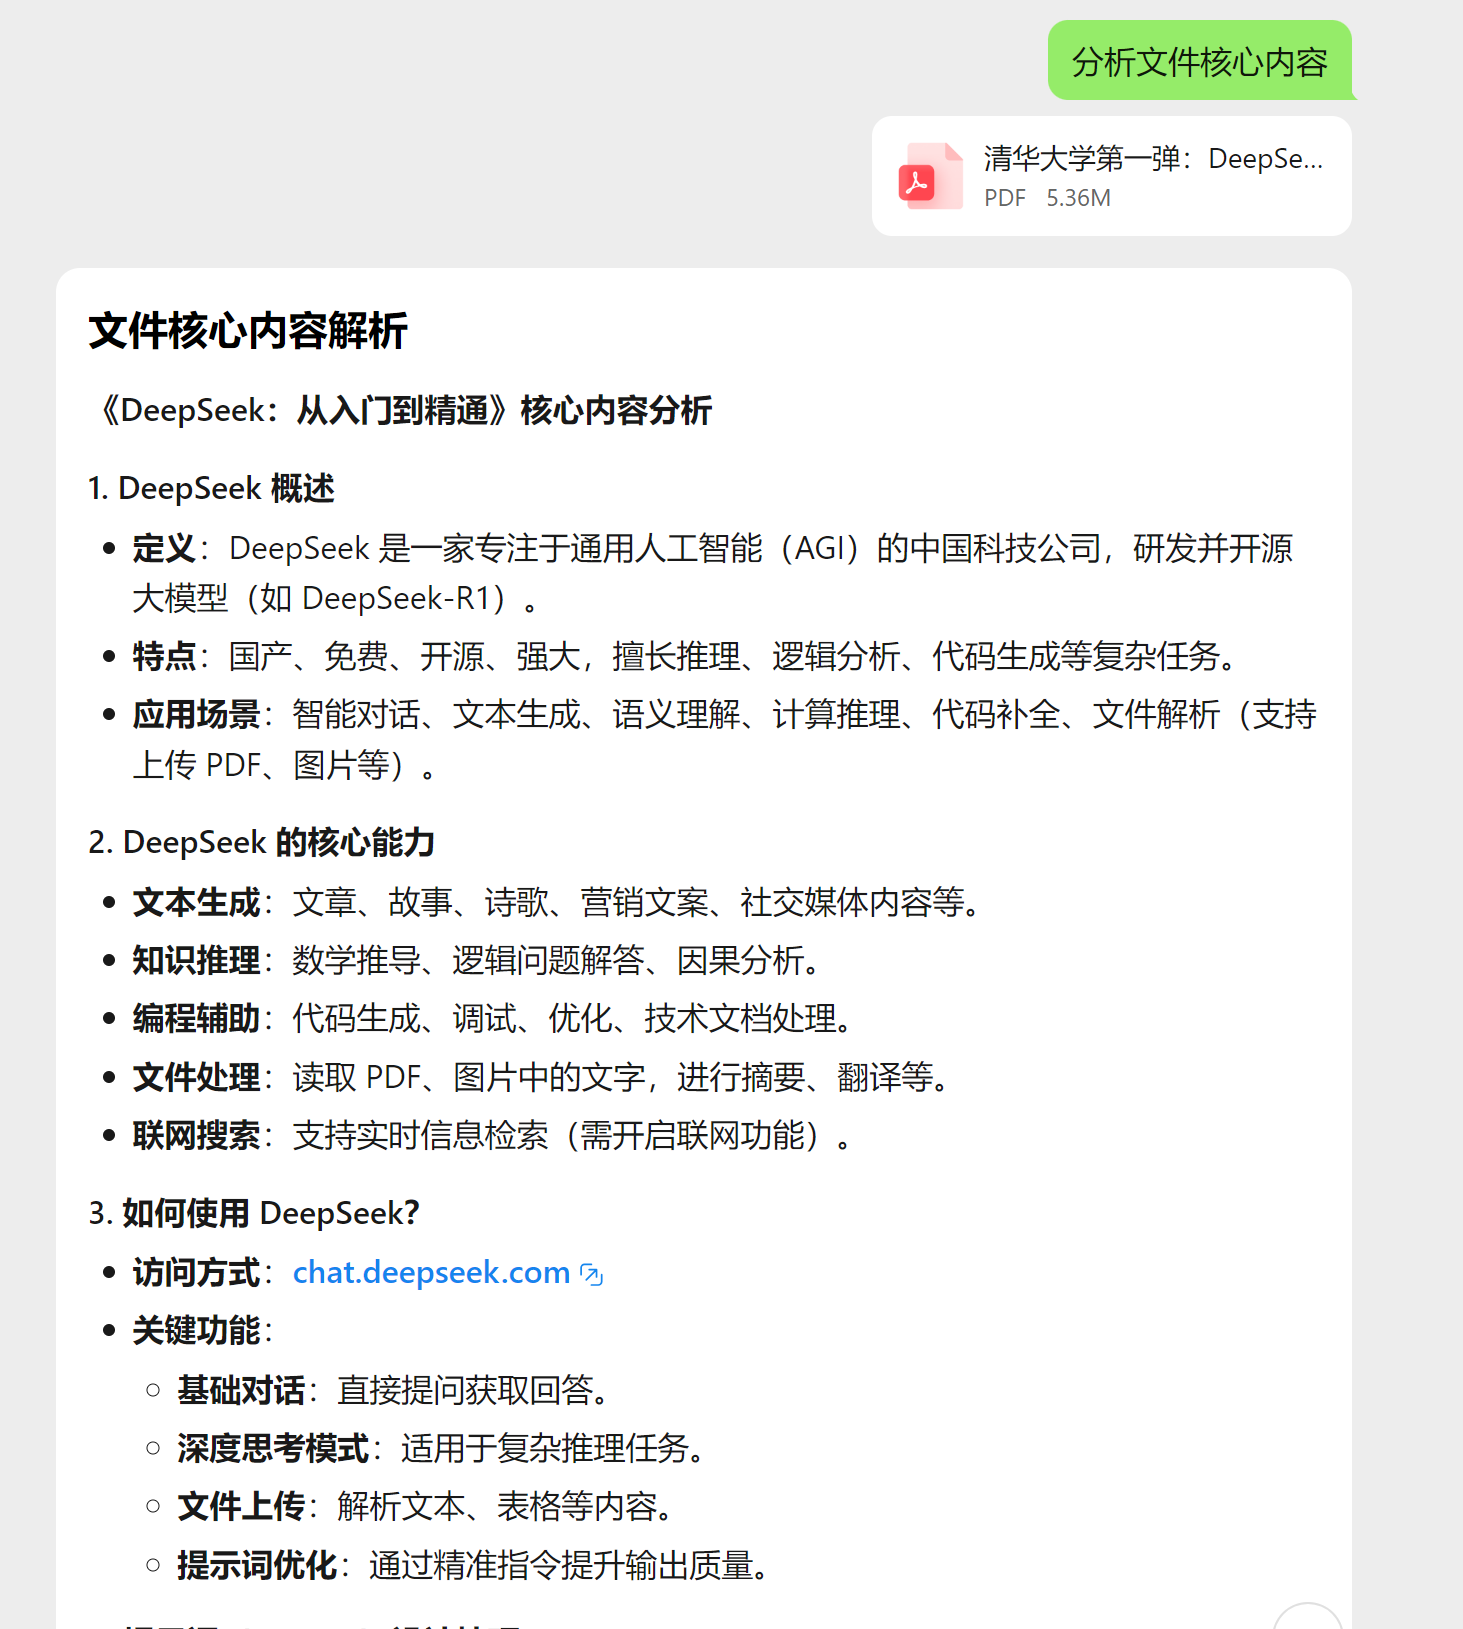 分析文件核心内容
清华大学第一弹：DeepSe...
PDF 5.36M
文件核心内容解析
《DeepSeek：从入门到精通》核心内容分析
1. DeepSeek 概述
• 定义：DeepSeek 是一家专注于通用人工智能（AGI）的中国科技公司，研发并开源
大模型（如 DeepSeek-R1）。
• 特点：国产、免费、开源、强大，擅长推理、逻辑分析、代码生成等复杂任务。
• 应用场景：智能对话、文本生成、语义理解、计算推理、代码补全、文件解析（支持
上传 PDF、图片等）。
2. DeepSeek 的核心能力
• 文本生成：文章、故事、诗歌、营销文案、社交媒体内容等。
• 知识推理：数学推导、逻辑问题解答、因果分析。
• 编程辅助：代码生成、调试、优化、技术文档处理。
• 文件处理：读取 PDF、图片中的文字，进行摘要、翻译等。
• 联网搜索：支持实时信息检索（需开启联网功能）。
3. 如何使用 DeepSeek？
• 访问方式：chat.deepseek.com
• 关键功能：
○ 基础对话：直接提问获取回答。
○ 深度思考模式：适用于复杂推理任务。
○ 文件上传：解析文本、表格等内容。
○ 提示词优化：通过精准指令提升输出质量。